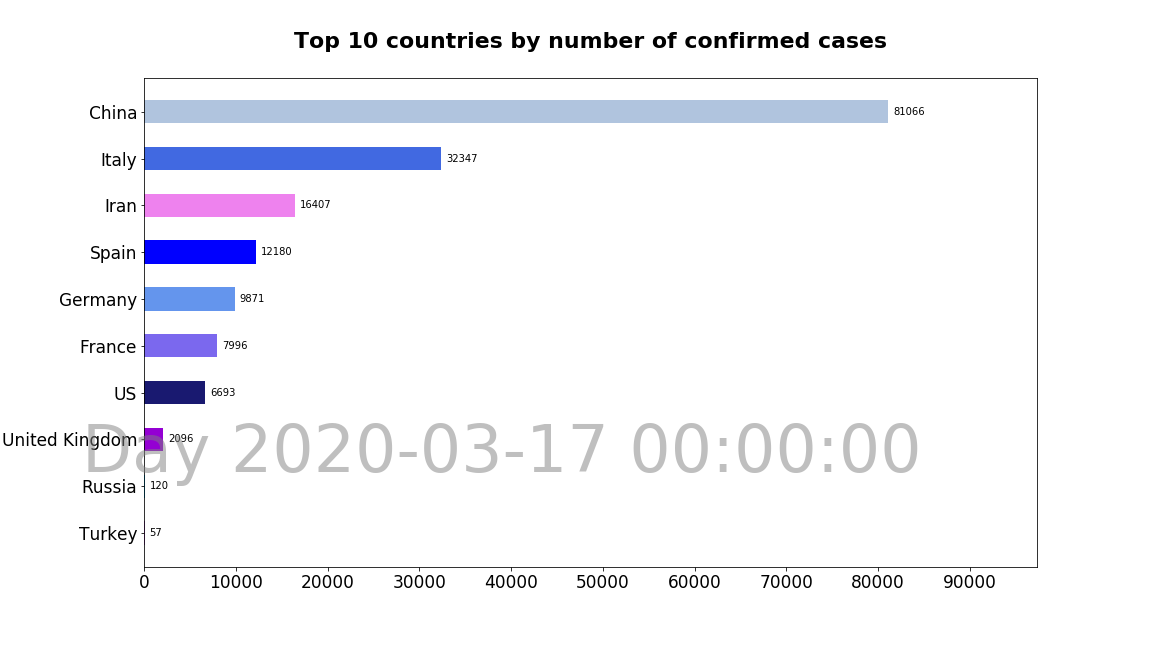 Top 10 countries by number of confirmed cases
China 81066
Italy 32347
Iran 16407
Spain 12180
Germany 9871
France 7996
US 6693
United Kingdom 2096
Day 2020-03-17 00:00:00
Russia 120
Turkey 57
0 10000 20000 30000 40000 50000 60000 70000 80000 90000